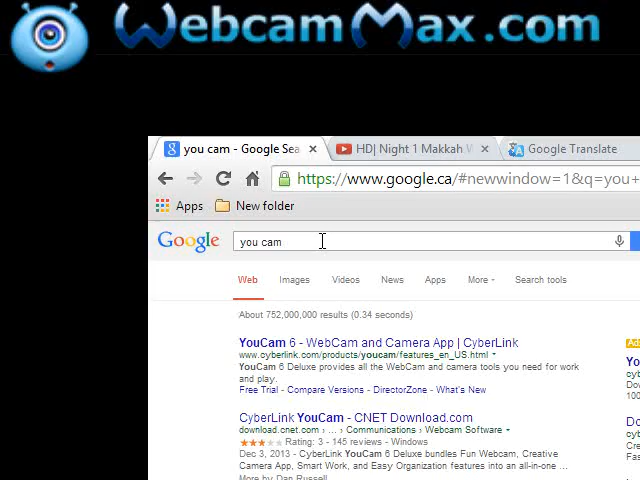 WebcamMax.com
you cam - Google Sea
HD| Night 1 Makkah
Google Translate
https://www.google.ca/#newwindow=1&q=you+
Apps New folder
Google you cam
Web Images Videos News Apps More Search tools
About 752,000,000 results (0.34 seconds)
YouCam 6 - WebCam and Camera App | CyberLink
www.cyberlink.com/products/youcam/features_en_US.html
YouCam 6 Deluxe provides all the WebCam and camera tools you need for work
and play.
Free Trial - Compare Versions - DirectorZone - What's New
CyberLink YouCam - CNET Download.com
download.cnet.com › ... › Communications › Webcam Software
Rating: 3 - 145 reviews - Windows
Dec 3, 2013 - CyberLink YouCam 6 Deluxe bundles Fun Webcam, Creative
Camera App, Smart Work, and Easy Organization features into an all-in-one ...
More by Dan Russell